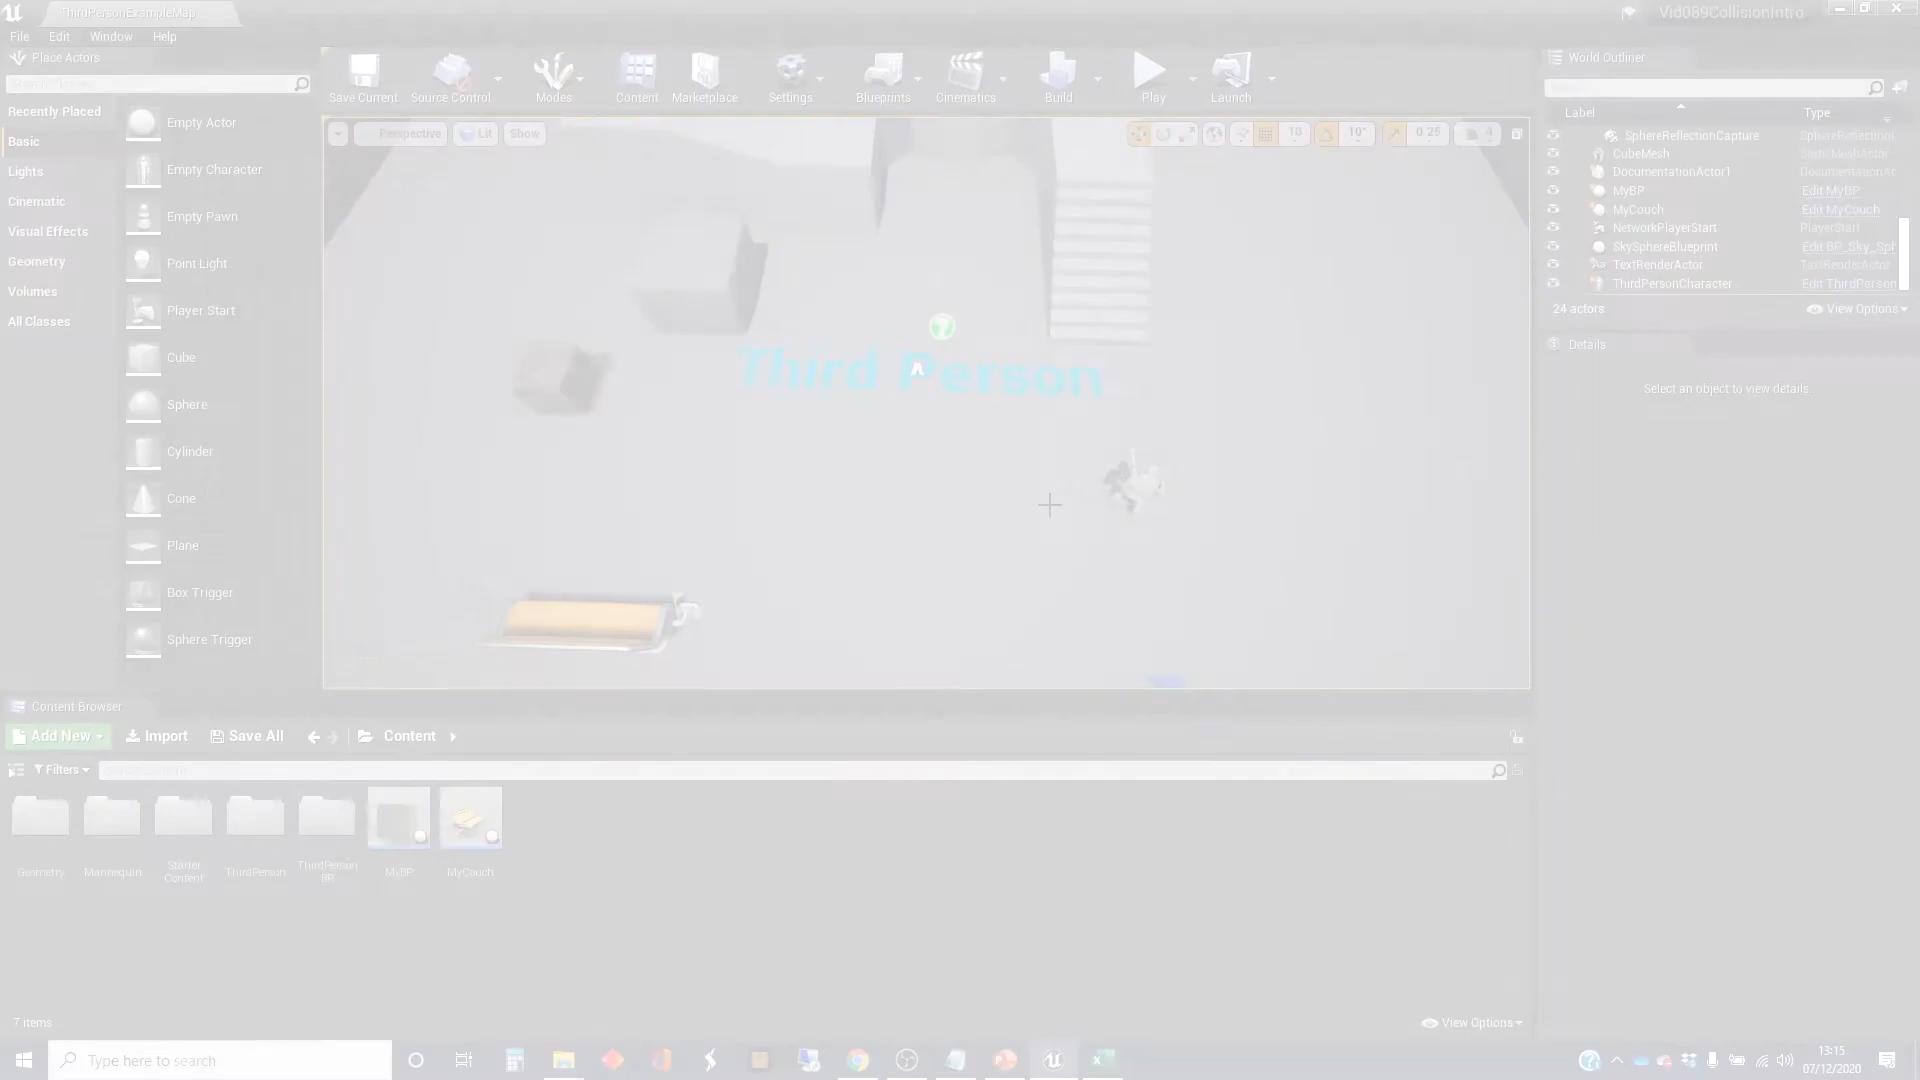 ThirdPersonExampleMap
Vid089CollisionIntro
File Edit Window Help
Place Actors
Recently Placed
Basic
Lights
Cinematic
Visual Effects
Geometry
Volumes
All Classes
Empty Actor
Empty Character
Empty Pawn
Point Light
Player Start
Cube
Sphere
Cylinder
Cone
Plane
Box Trigger
Sphere Trigger
Save Current Source Control Modes Content Marketplace Settings Blueprints Cinematics Build Play Launch
Perspective Lit Show
10 10° 0.25 4
Third Person
World Outliner
Label Type
SphereReflectionCapture SphereReflection
CubeMesh StaticMeshActor
DocumentationActor1 DocumentationAc
MyBP Edit MyBP
MyCouch Edit MyCouch
NetworkPlayerStart PlayerStart
SkySphereBlueprint Edit BP_Sky_Sph
TextRenderActor TextRenderActor
ThirdPersonCharacter Edit ThirdPerson
24 actors View Options
Details
Select an object to view details.
Content Browser
Add New Import Save All Content
Filters
Geometry
Mannequin
Starter
Content
ThirdPerson
ThirdPerson
BP
MyBP
MyCouch
7 items View Options
Type here to search
13:15
07/12/2020